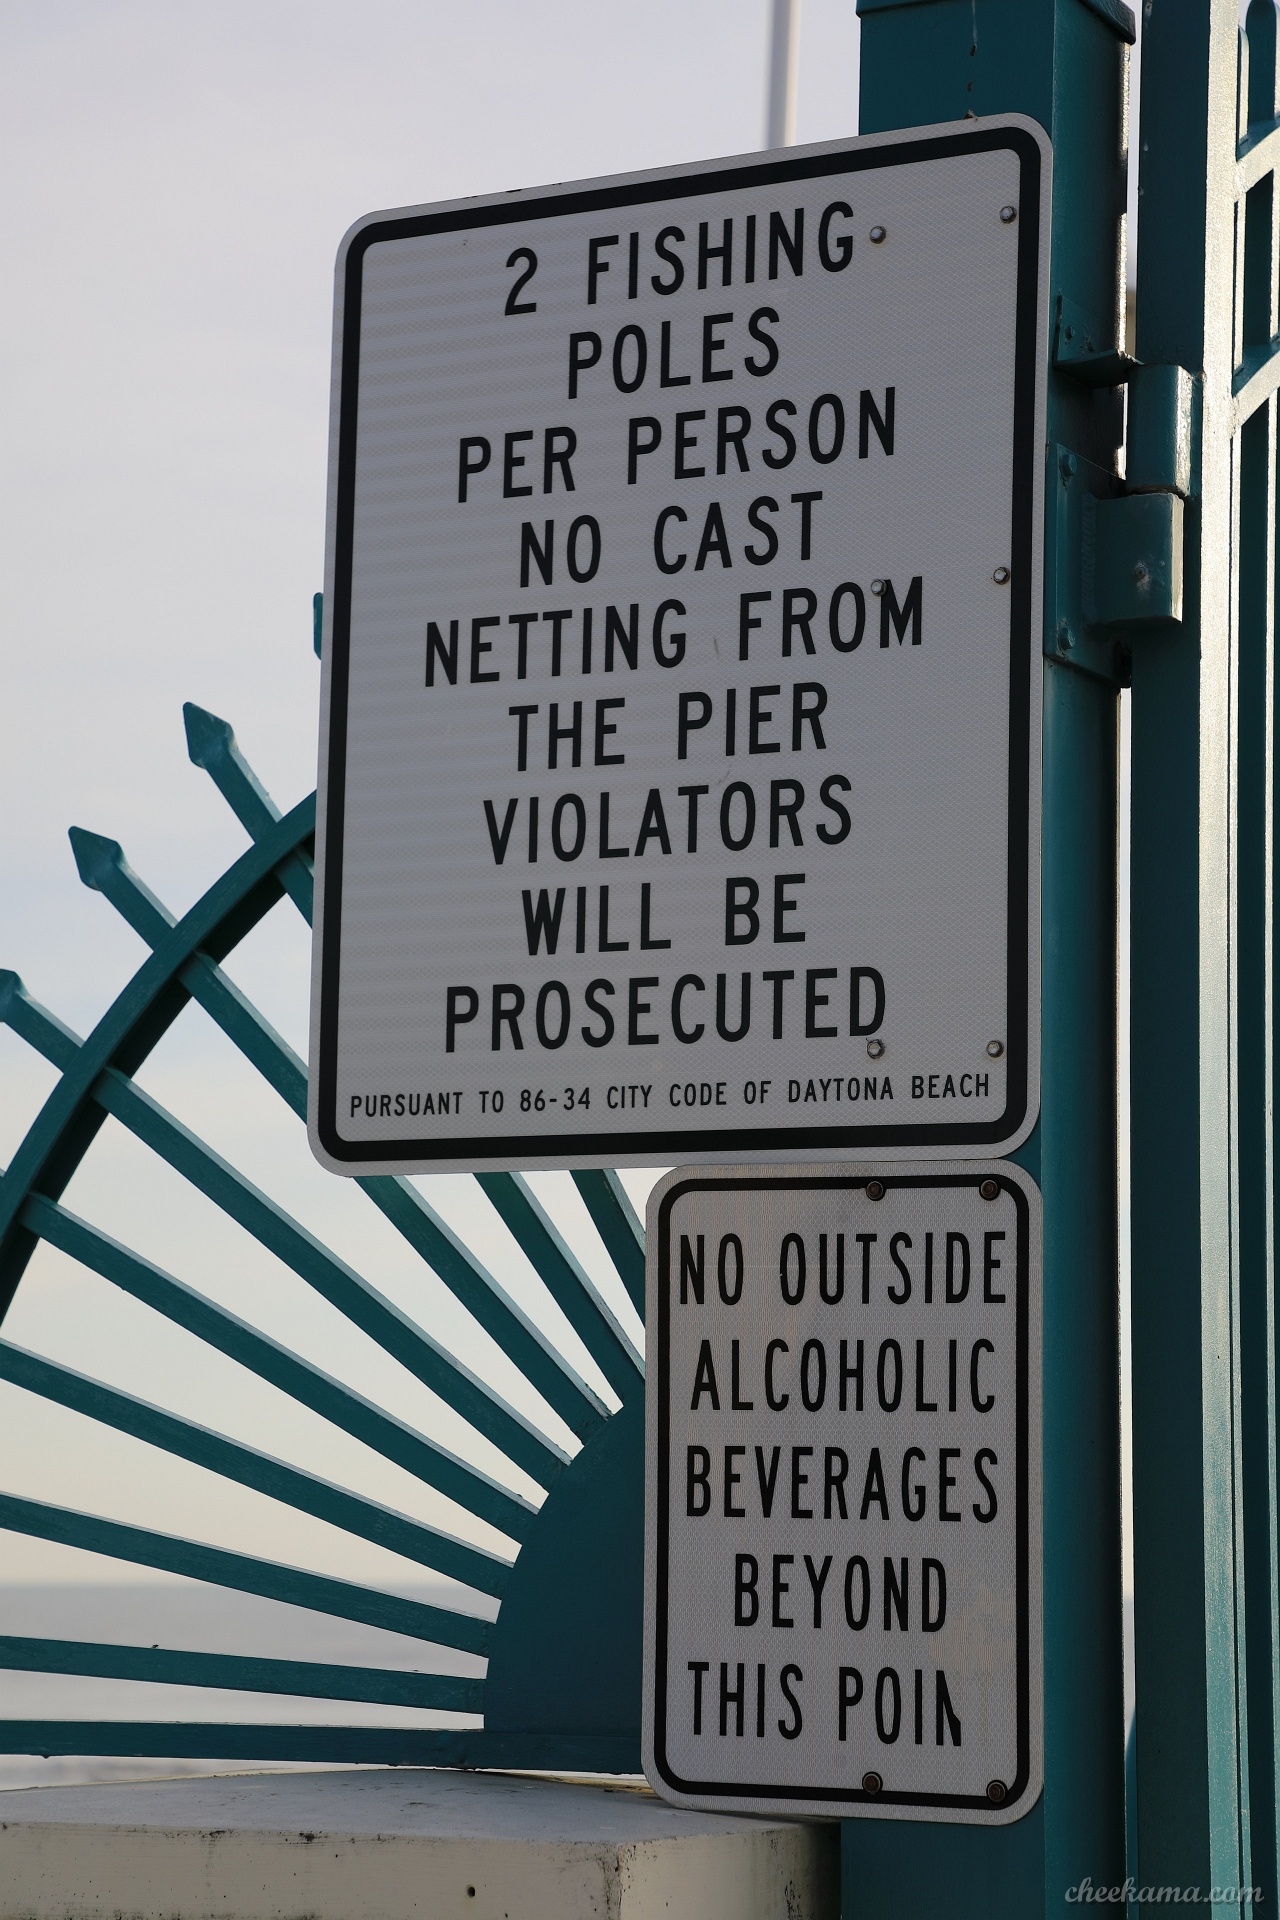 2 FISHING
POLES
PER PERSON
NO CAST
NETTING FROM
THE PIER
VIOLATORS
WILL BE
PROSECUTED
PURSUANT TO 86-34 CITY CODE OF DAYTONA BEACH
NO OUTSIDE
ALCOHOLIC
BEVERAGES
BEYOND
THIS POIN
cheekama.com